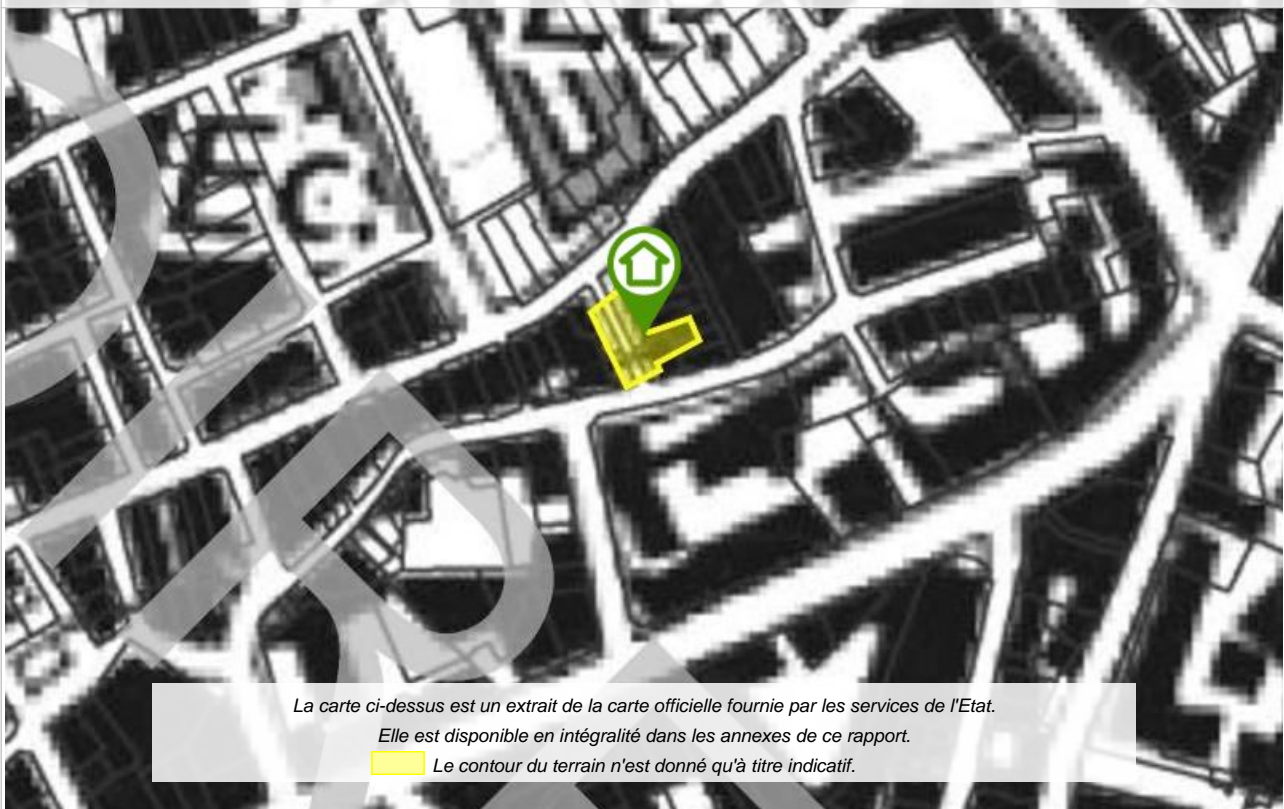 La carte ci-dessus est un extrait de la carte officielle fournie par les services de l'Etat.
Elle est disponible en intégralité dans les annexes de ce rapport.
Le contour du terrain n'est donné qu'à titre indicatif.